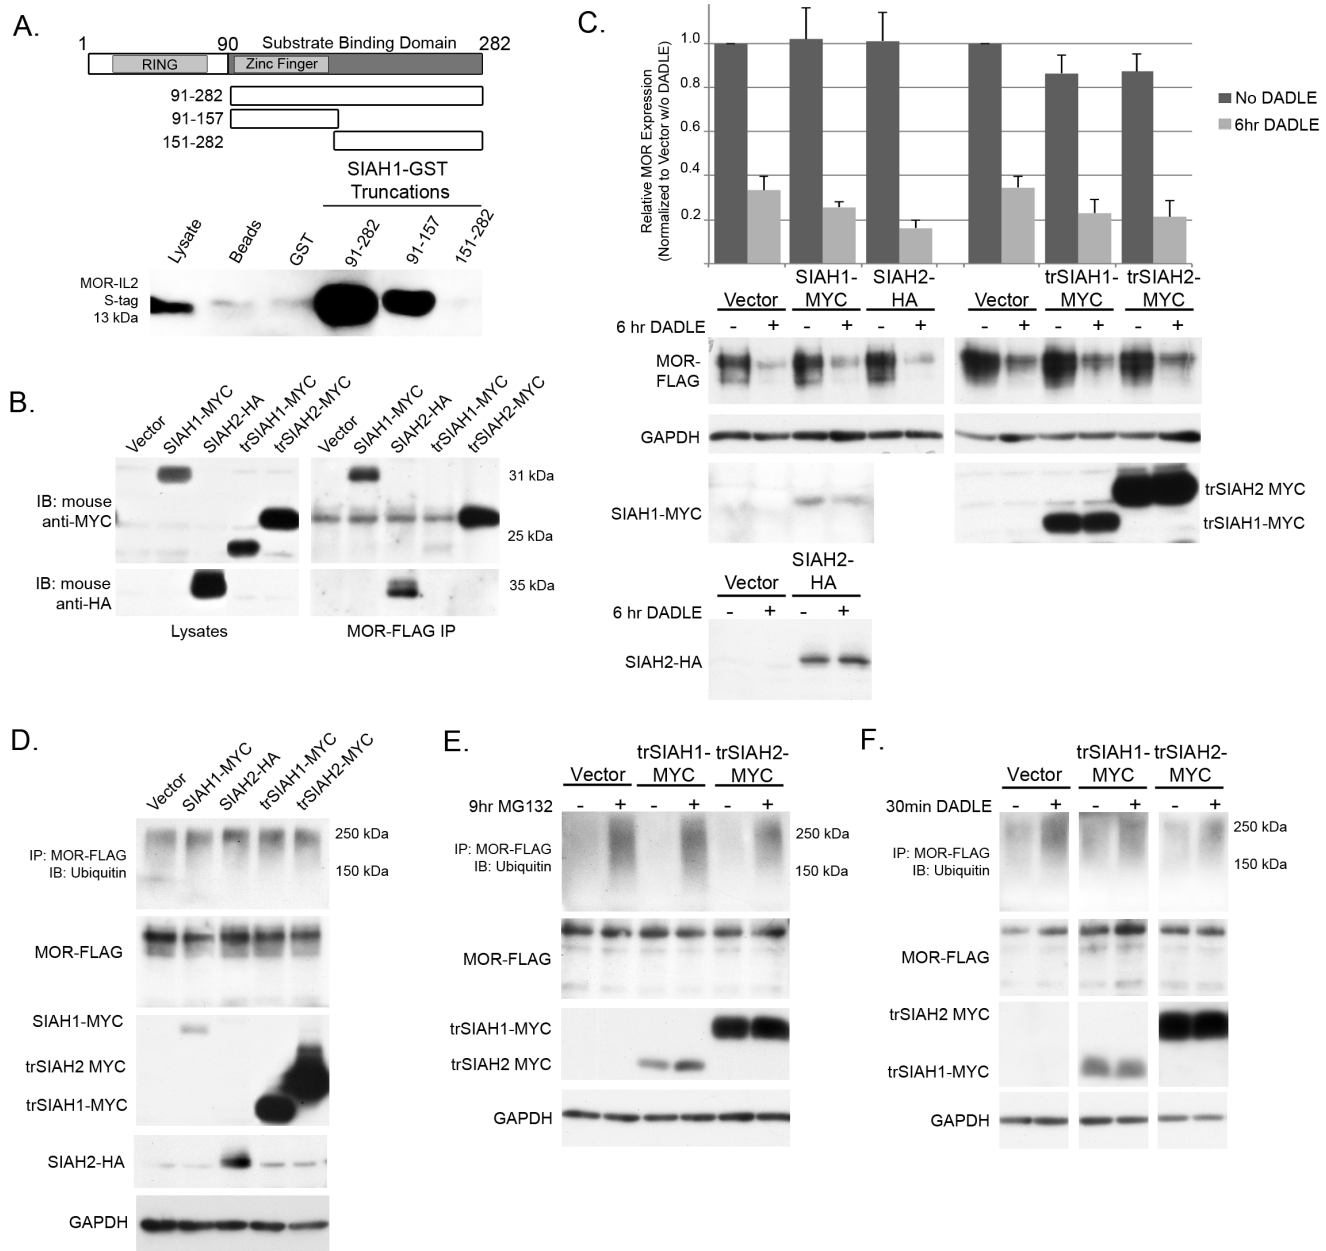 A.
1 90 Substrate Binding Domain 282
RING Zinc Finger
91-282
91-157
151-282
SIAH1-GST
Truncations
Lysate Beads GST 91-282 91-157 151-282
MOR-IL2
S-tag
13 kDa
B.
Vector SIAH1-MYC SIAH2-HA trSIAH1-MYC trSIAH2-MYC Vector SIAH1-MYC SIAH2-HA trSIAH1-MYC trSIAH2-MYC
IB: mouse
anti-MYC
31 kDa
25 kDa
IB: mouse
anti-HA
35 kDa
Lysates MOR-FLAG IP
C.
Relative MOR Expression
(Normalized to Vector w/o DADLE)
1.0
0.8
0.6
0.4
0.2
No DADLE
6hr DADLE
Vector SIAH1-MYC SIAH2-HA Vector trSIAH1-MYC trSIAH2-MYC
6 hr DADLE - + - + - + - + - + - +
MOR-
FLAG
GAPDH
SIAH1-MYC
trSIAH2 MYC
trSIAH1-MYC
Vector SIAH2-HA
6 hr DADLE - + - +
SIAH2-HA
D.
Vector SIAH1-MYC SIAH2-HA trSIAH1-MYC trSIAH2-MYC
IP: MOR-FLAG
IB: Ubiquitin
250 kDa
150 kDa
MOR-FLAG
SIAH1-MYC
trSIAH2 MYC
trSIAH1-MYC
SIAH2-HA
GAPDH
E.
Vector trSIAH1-MYC trSIAH2-MYC
9hr MG132 - + - + - +
IP: MOR-FLAG
IB: Ubiquitin
250 kDa
150 kDa
MOR-FLAG
trSIAH1-MYC
trSIAH2 MYC
GAPDH
F.
Vector trSIAH1-MYC trSIAH2-MYC
30min DADLE - + - + - +
IP: MOR-FLAG
IB: Ubiquitin
250 kDa
150 kDa
MOR-FLAG
trSIAH2 MYC
trSIAH1-MYC
GAPDH